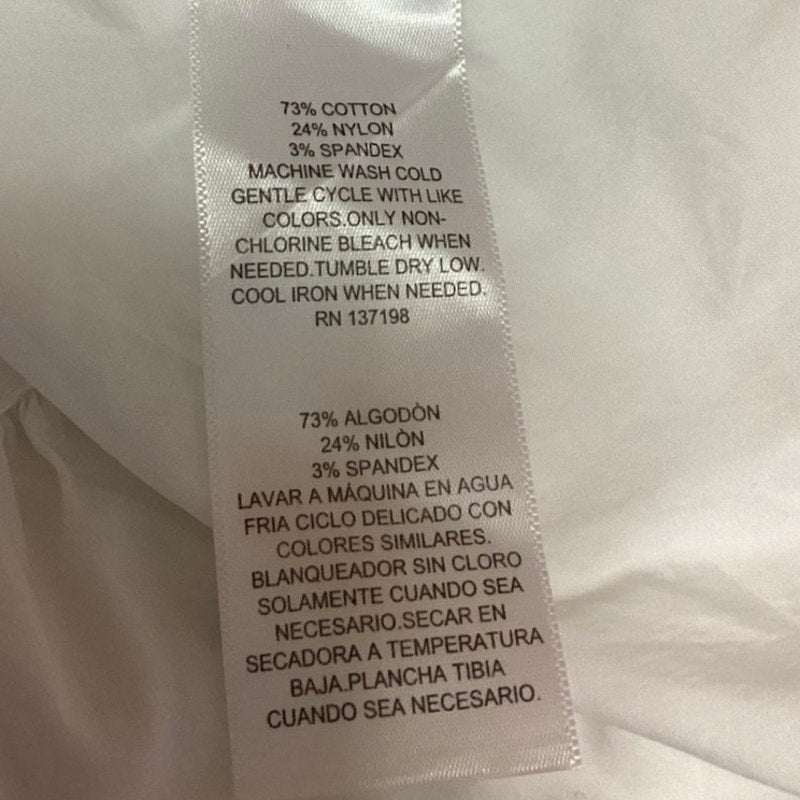 73% COTTON
24% NYLON
3% SPANDEX
MACHINE WASH COLD
GENTLE CYCLE WITH LIKE
COLORS.ONLY NON-
CHLORINE BLEACH WHEN
NEEDED.TUMBLE DRY LOW.
COOL IRON WHEN NEEDED.
RN 137198
73% ALGODÒN
24% NILÒN
3% SPANDEX
LAVAR A MÁQUINA EN AGUA
FRIA CICLO DELICADO CON
COLORES SIMILARES.
BLANQUEADOR SIN CLORO
SOLAMENTE CUANDO SEA
NECESARIO.SECAR EN
SECADORA A TEMPERATURA
BAJA.PLANCHA TIBIA
CUANDO SEA NECESARIO.